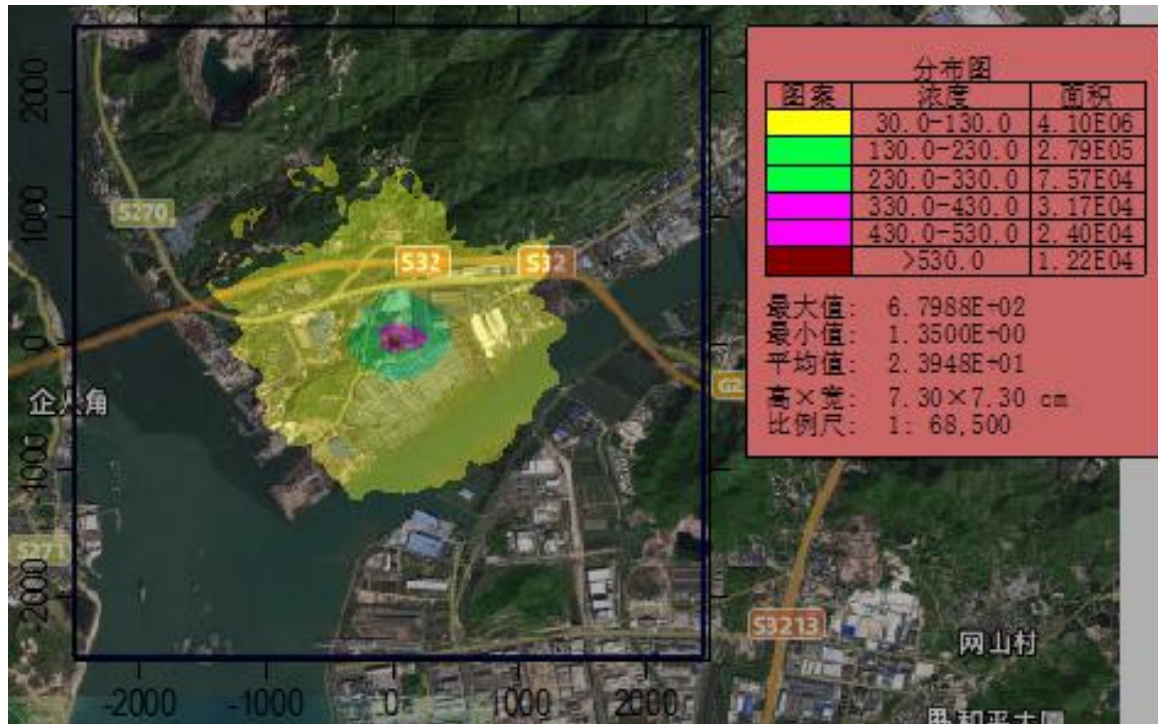 分布图
图案 浓度 面积
30.0-130.0 4.10E06
130.0-230.0 2.79E05
230.0-330.0 7.57E04
330.0-430.0 3.17E04
430.0-530.0 2.40E04
>530.0 1.22E04
最大值: 6.7988E+02
最小值: 1.3500E+00
平均值: 2.3948E+01
高×宽: 7.30×7.30 cm
比例尺: 1: 68,500
2000
1000
0
-1000
-2000
-2000 -1000 0 1000 2000
S270
S32 S32
企人角
S271
S3213
网山村